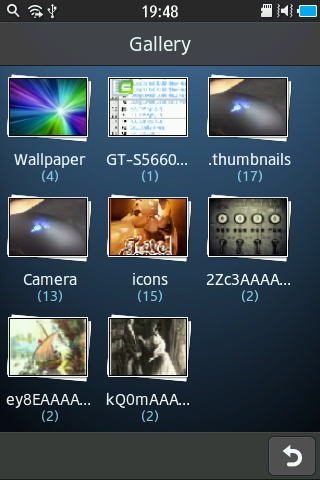 19:48
Gallery
Wallpaper
(4)
GT-S5660...
(1)
.thumbnails
(17)
Camera
(13)
icons
(15)
2Zc3AAAA...
(2)
ey8EAAAA...
(2)
kQ0mAAA...
(2)